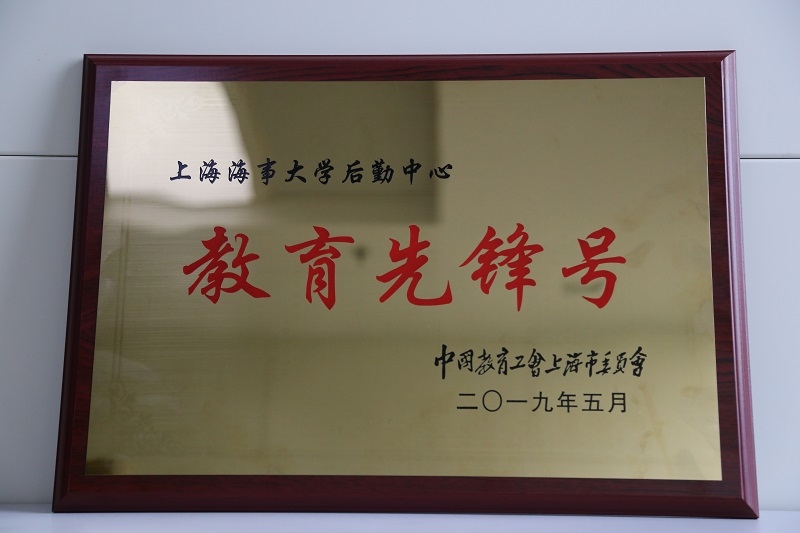 上海海事大学后勤中心
教育先锋号
中国教育工会上海市委员会
二〇一九年五月